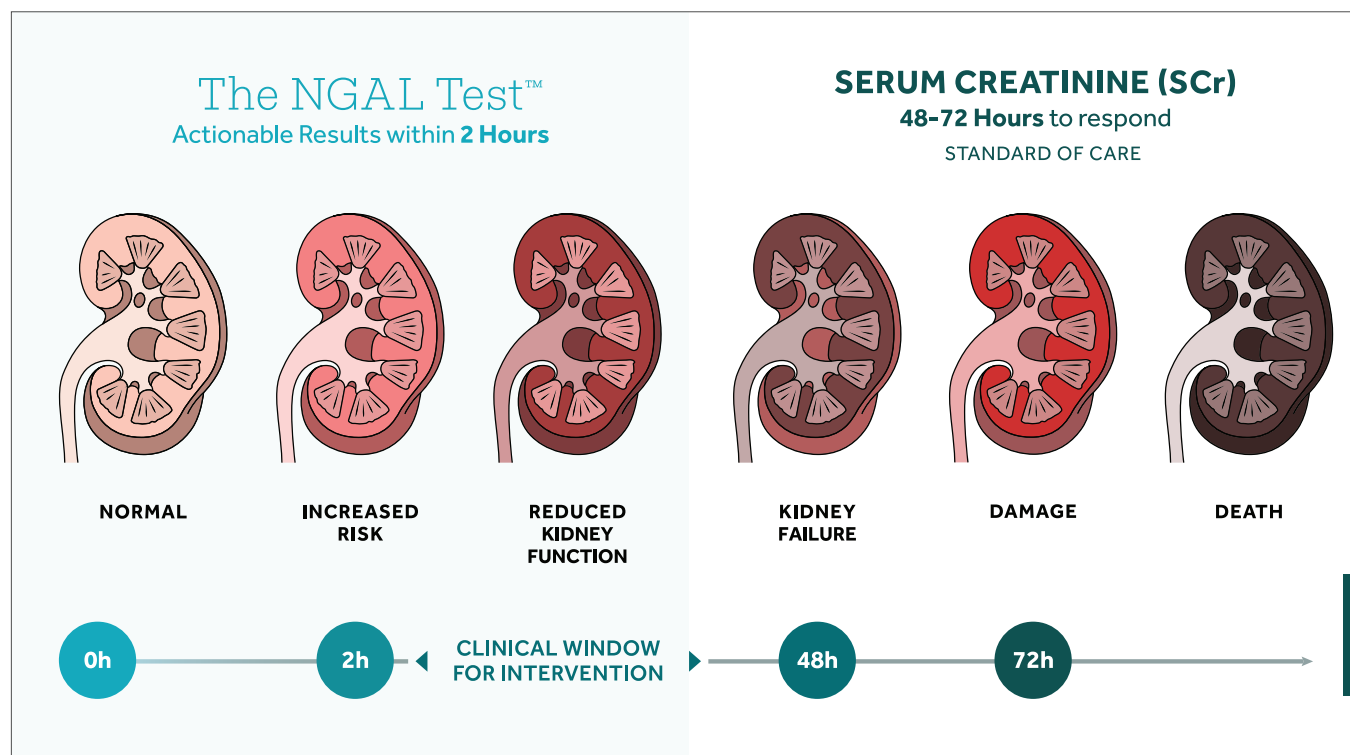 The NGAL Test™
Actionable Results within 2 Hours
SERUM CREATININE (SCr)
48–72 Hours to respond
STANDARD OF CARE
NORMAL
INCREASED
RISK
REDUCED
KIDNEY
FUNCTION
KIDNEY
FAILURE
DAMAGE
DEATH
0h
2h
CLINICAL WINDOW
FOR INTERVENTION
48h
72h